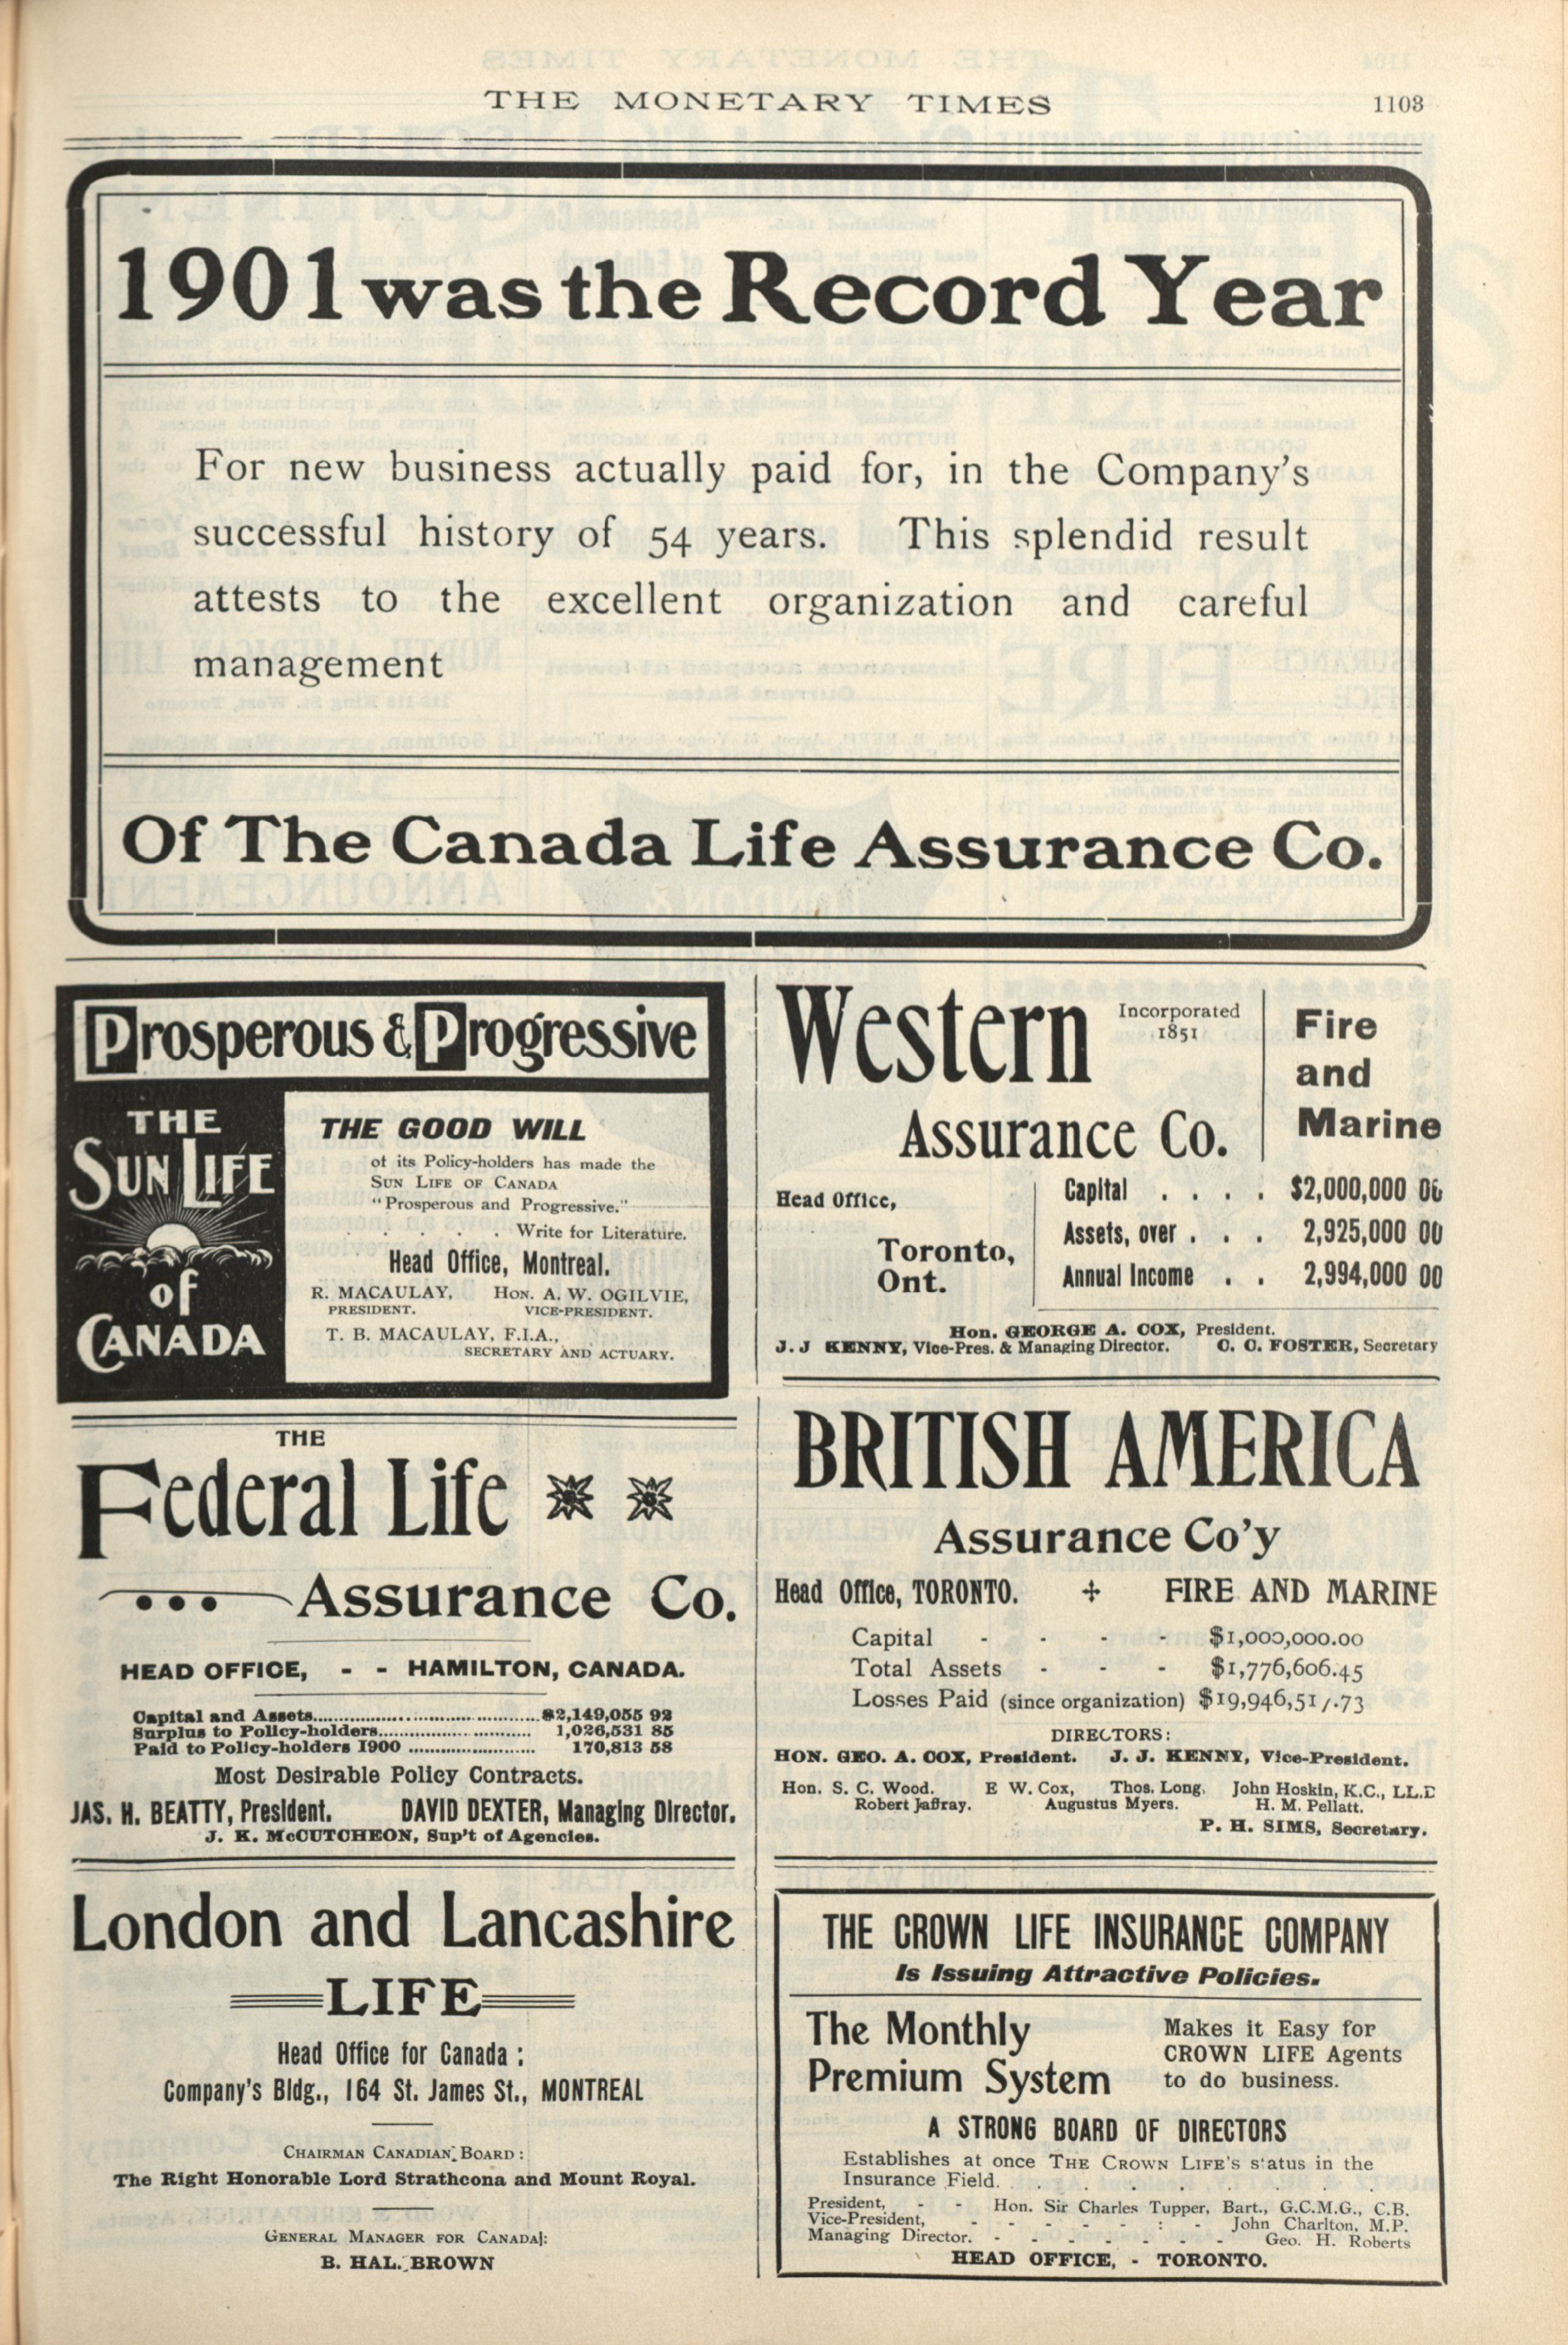 THE MONETARY TIMES
1103
1901 was the Record Year
For new business actually paid for, in the Company's
successful history of 54 years. This splendid result
attests to the excellent organization and careful
management
Of The Canada Life Assurance Co.
Prosperous & Progressive
THE
SUN LIFE
of
CANADA
THE GOOD WILL
of its Policy-holders has made the
SUN LIFE OF CANADA
"Prosperous and Progressive."
. . . . . Write for Literature.
Head Office, Montreal.
R. MACAULAY, HON. A. W. OGILVIE,
PRESIDENT. VICE-PRESIDENT.
T. B. MACAULAY, F.I.A.,
SECRETARY AND ACTUARY.
THE
Federal Life
Assurance Co.
HEAD OFFICE, - - HAMILTON, CANADA.
Capital and Assets........................................$2,149,055 92
Surplus to Policy-holders........................... 1,026,531 85
Paid to Policy-holders 1900 ....................... 170,813 58
Most Desirable Policy Contracts.
JAS. H. BEATTY, President. DAVID DEXTER, Managing Director.
J. K. McCUTCHEON, Sup't of Agencies.
London and Lancashire
LIFE
Head Office for Canada :
Company's Bldg., 164 St. James St., MONTREAL
CHAIRMAN CANADIAN BOARD :
The Right Honorable Lord Strathcona and Mount Royal.
GENERAL MANAGER FOR CANADA:
B. HAL. BROWN
Western
Incorporated
1851
Assurance Co.
Fire
and
Marine
Head Office,
Toronto,
Ont.
Capital . . . . $2,000,000 00
Assets, over . . . 2,925,000 00
Annual Income . . 2,994,000 00
Hon. GEORGE A. COX, President.
J. J KENNY, Vice-Pres. & Managing Director. C. C. FOSTER, Secretary
BRITISH AMERICA
Assurance Co'y
Head Office, TORONTO. + FIRE AND MARINE
Capital - - - - $1,000,000.00
Total Assets - - - $1,776,606.45
Losses Paid (since organization)
DIRECTORS:
HON. GEO. A. COX, President. J. J. KENNY, Vice-President.
Hon. S. C. Wood. E W. Cox, Thos. Long, John Hoskin, K.C., LL.D
Robert Jaffray. Augustus Myers. H. M. Pellatt.
P. H. SIMS, Secretary.
THE CROWN LIFE INSURANCE COMPANY
Is Issuing Attractive Policies.
The Monthly
Premium System
Makes it Easy for
CROWN LIFE Agents
to do business.
A STRONG BOARD OF DIRECTORS
Establishes at once THE CROWN LIFE'S status in the
Insurance Field. . . . . . . . .
President, - - Hon. Sir Charles Tupper, Bart., G.C.M.G., C.B.
Vice-President, - - - - - : - John Charlton, M.P.
Managing Director. - - - - - - - Geo. H. Roberts
HEAD OFFICE, - TORONTO.